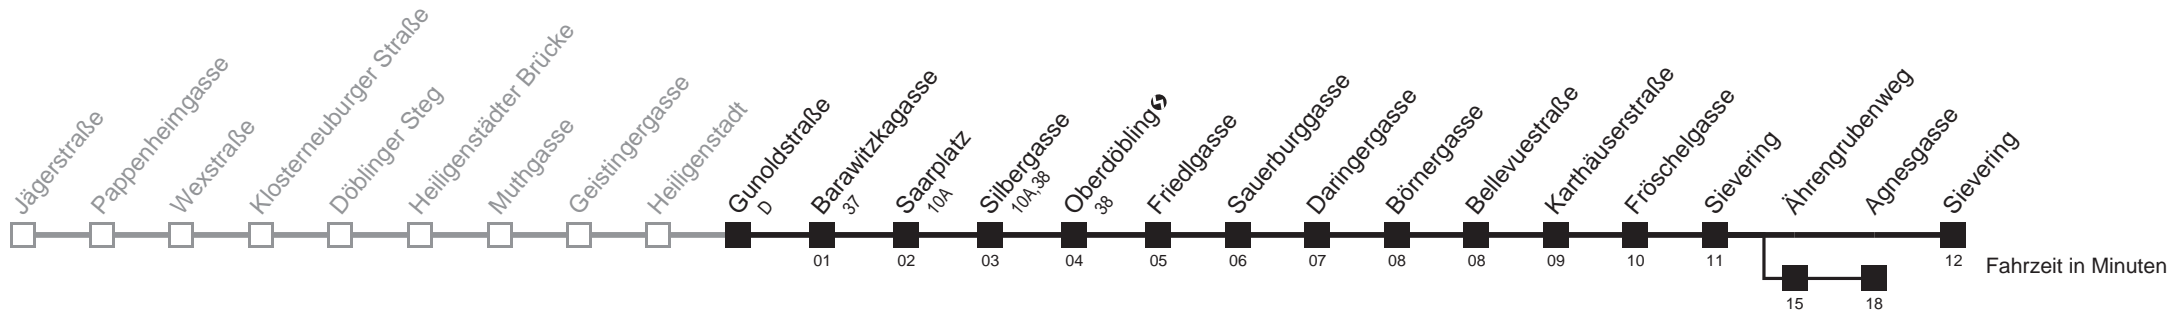 Jägerstraße
Pappenheimgasse
Wexstraße
Klosterneuburger Straße
Döblinger Steg
Heiligenstädter Brücke
Muthgasse
Geistingergasse
Heiligenstadt
Gunoldstraße
D
Barawitzkagasse
37
Saarplatz
10A
Silbergasse
10A,38
Oberdöbling
38
Friedlgasse
Sauerburggasse
Daringergasse
Börnergasse
Bellevuestraße
Karthäuserstraße
Fröschelgasse
Sievering
Ährengrubenweg
Agnesgasse
Sievering
01 02 03 04 05 06 07 08 08 09 10 11 12
Fahrzeit in Minuten
15 18